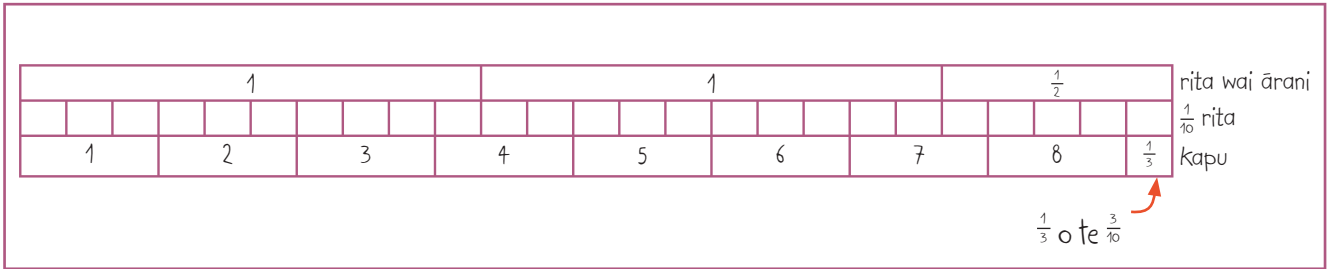 1 1 1/2 rita wai ārani
1/10 rita
1 2 3 4 5 6 7 8 1/3 kapu
1/3 o te 3/10